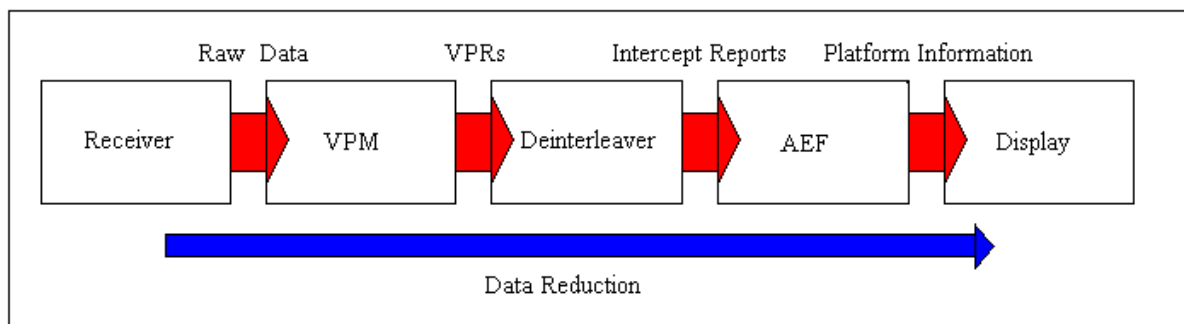 Raw Data
VPRs
Intercept Reports
Platform Information
Receiver
VPM
Deinterleaver
AEF
Display
Data Reduction